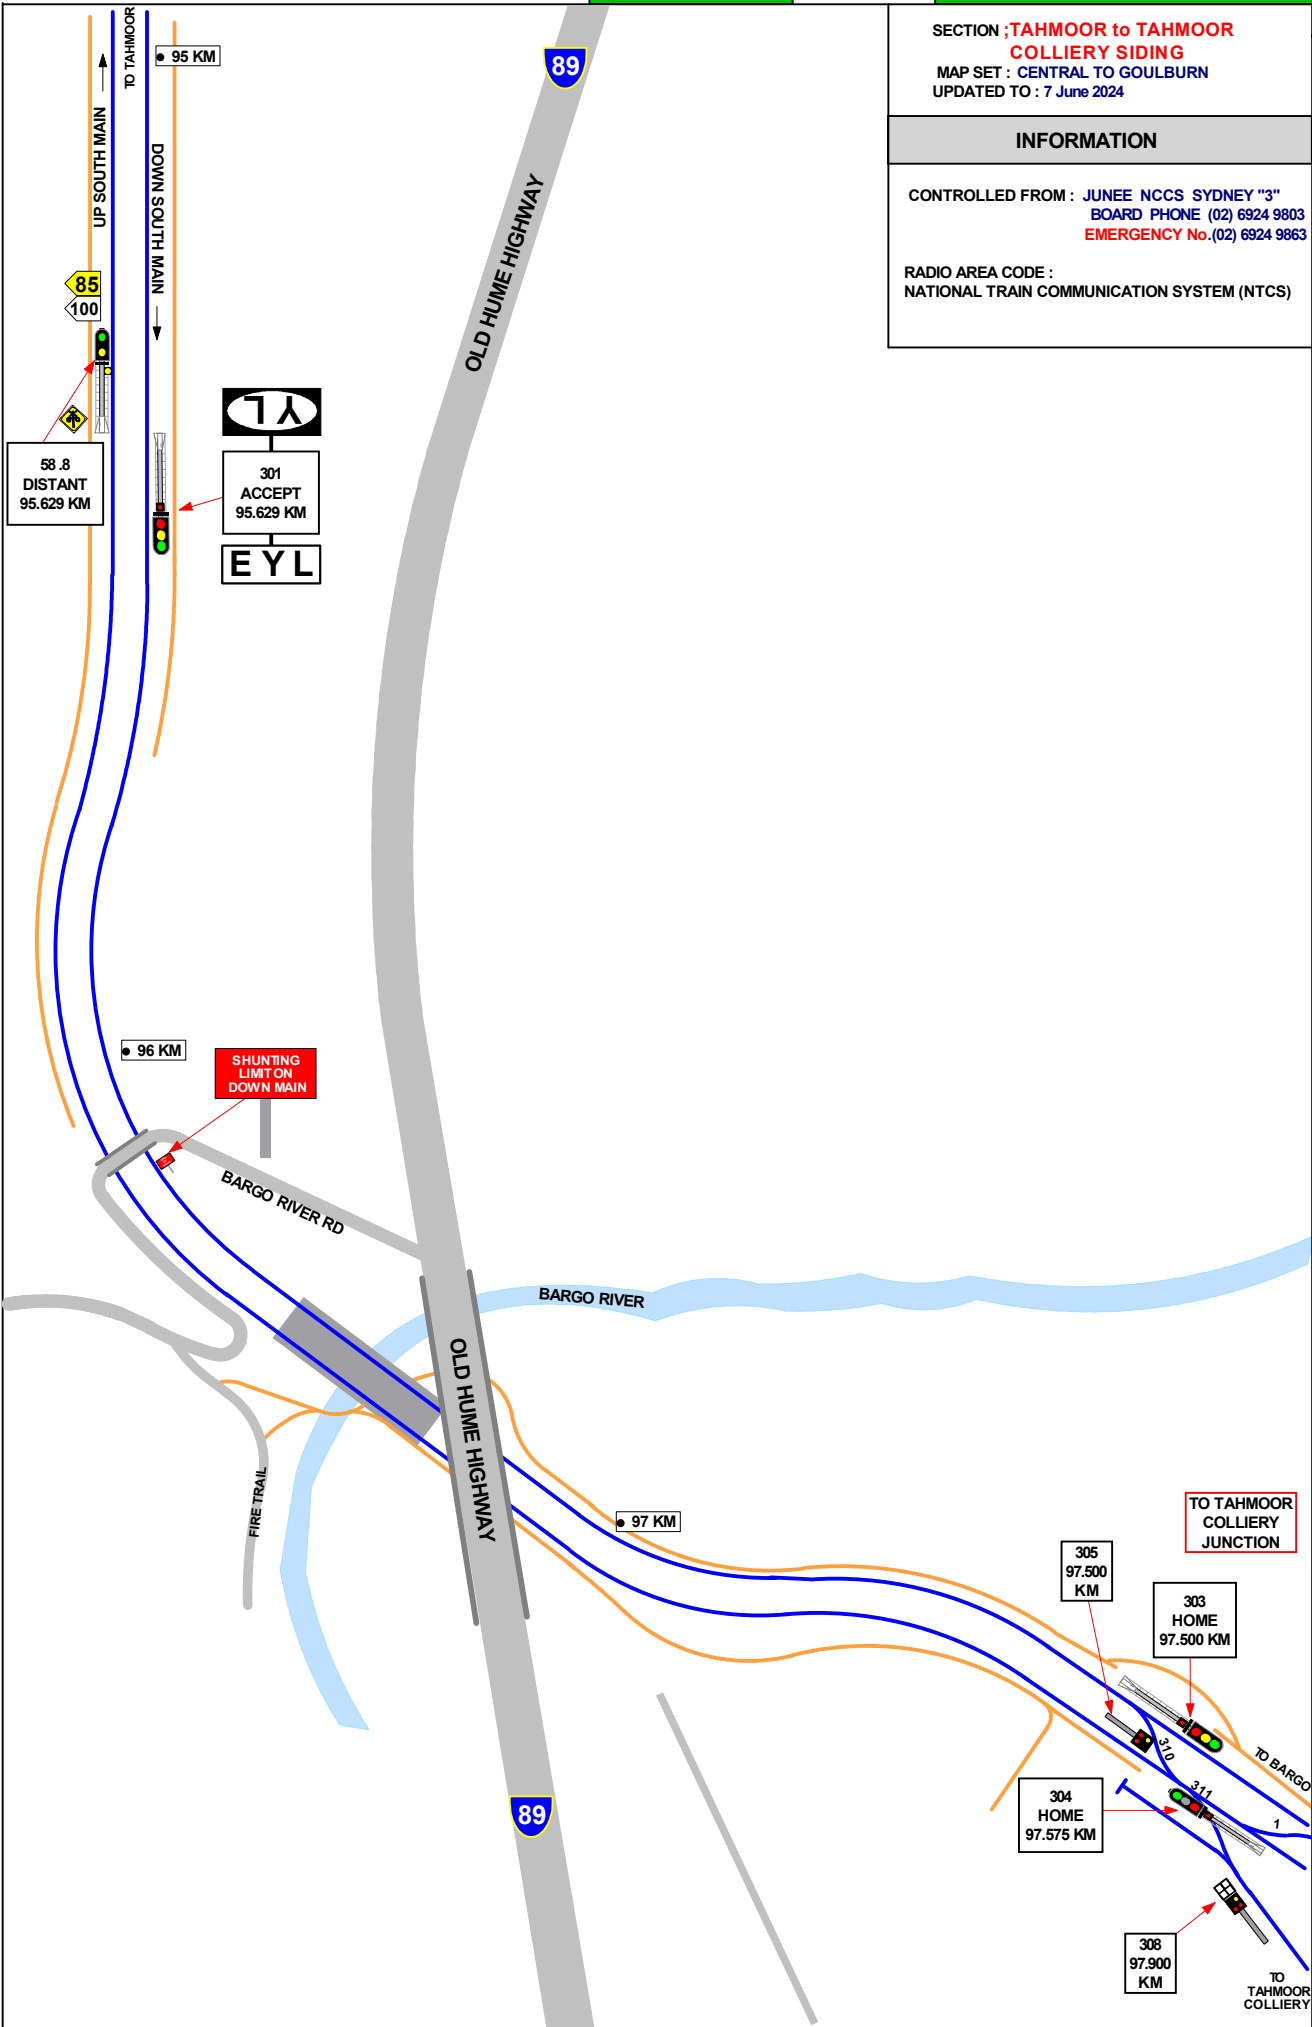 SECTION ;TAHMOOR to TAHMOOR
COLLIERY SIDING
MAP SET : CENTRAL TO GOULBURN
UPDATED TO : 7 June 2024
INFORMATION
CONTROLLED FROM : JUNEE NCCS SYDNEY "3"
BOARD PHONE (02) 6924 9803
EMERGENCY No.(02) 6924 9863
RADIO AREA CODE :
NATIONAL TRAIN COMMUNICATION SYSTEM (NTCS)
TO TAHMOOR
95 KM
UP SOUTH MAIN
DOWN SOUTH MAIN
89
OLD HUME HIGHWAY
85
100
58.8
DISTANT
95.629 KM
YL
301
ACCEPT
95.629 KM
EYL
96 KM
SHUNTING
LIMIT ON
DOWN MAIN
BARGO RIVER RD
BARGO RIVER
OLD HUME HIGHWAY
FIRE TRAIL
97 KM
TO TAHMOOR
COLLIERY
JUNCTION
305
97.500
KM
303
HOME
97.500 KM
310
311
TO BARGO
1
304
HOME
97.575 KM
89
308
97.900
KM
TO
TAHMOOR
COLLIERY